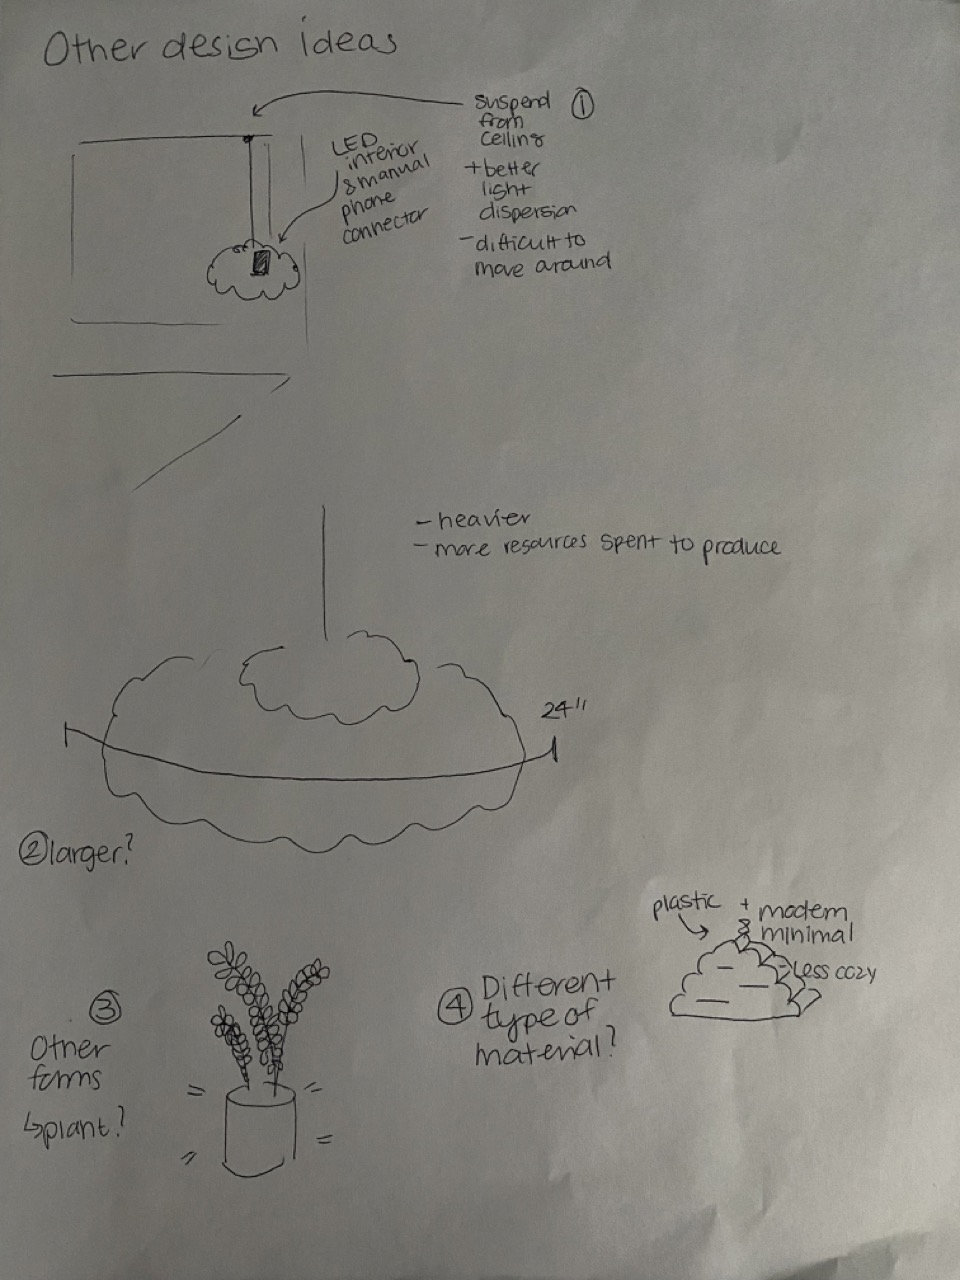 Other design ideas
suspend ①
from
ceiling
+better
light
dispersion
-difficult to
move around
LED
interior
& manual
phone
connector
-heavier
-more resources spent to produce
24"
② larger?
③
Other
forms
↳plant?
④ Different
type of
material?
plastic
+ modern
minimal
-Less cozy